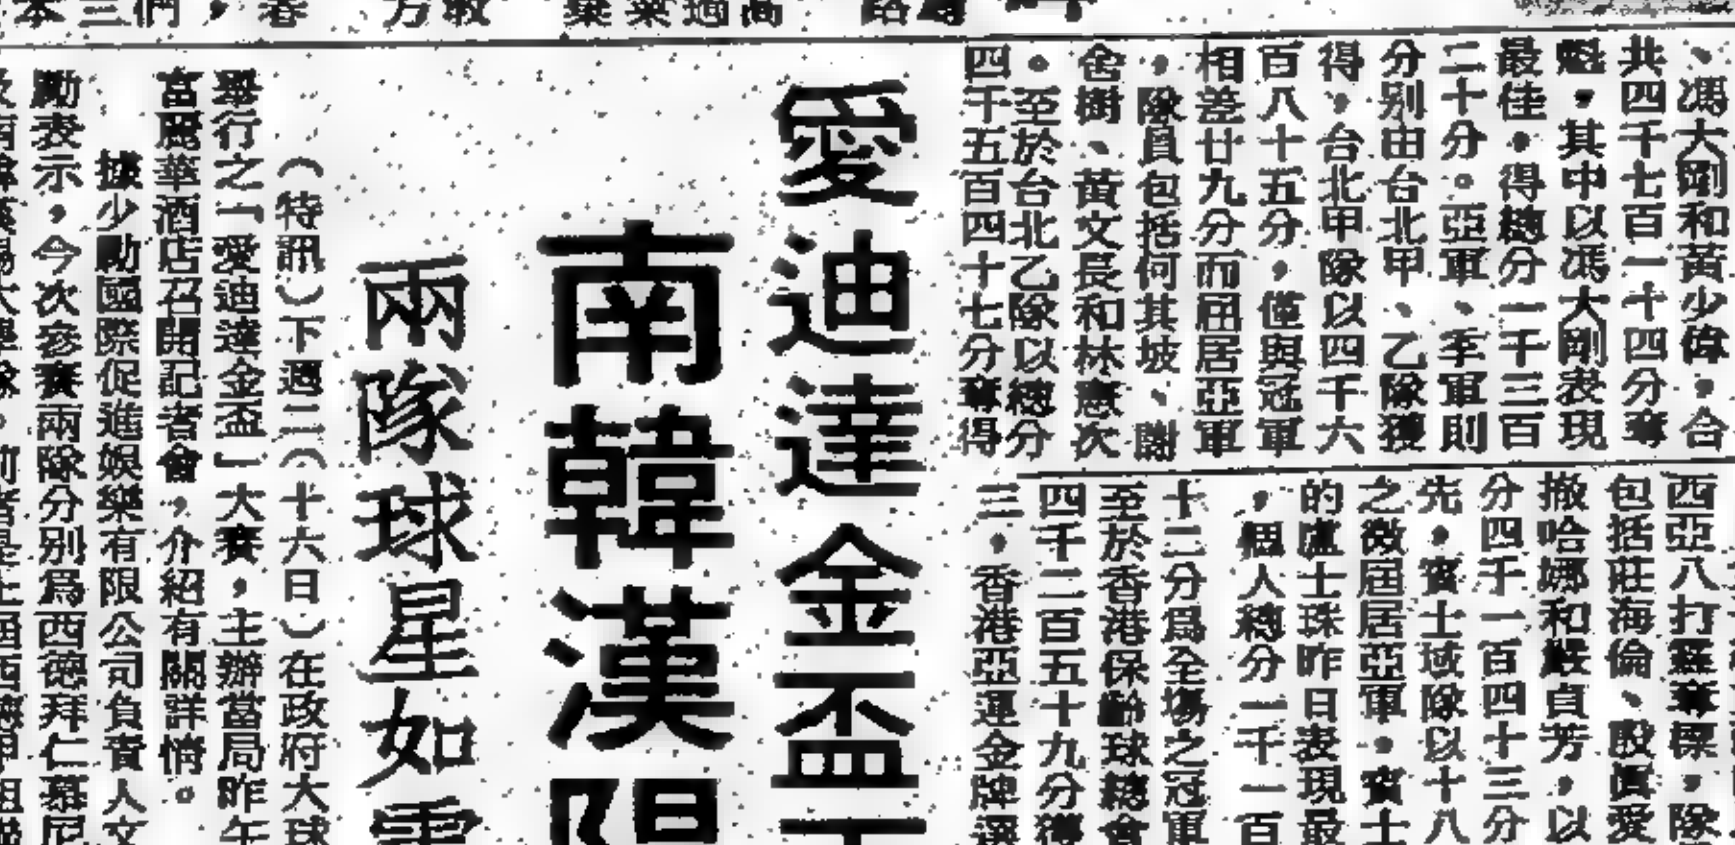 、馮大剛和黃少偉，合
共四千七百一十四分奪
魁，其中以馮大剛表現
最佳，得總分一千三百
二十分。亞軍、季軍則
分別由台北甲、乙隊獲
得，台北甲隊以四千六
百八十五分，僅與冠軍
相差廿九分而屈居亞軍
，隊員包括何其坡、謝
舍樹、黃文長和林憲次
。至於台北乙隊以總分
四千五百四十七分奪得
西亞八打靈奪標，隊
包括莊海倫、殷
撤哈娜和嚴貞芳，以
分四千一百四十三分
先，賓士域隊以十八
之微屈居亞軍。賓士
的盧士珠昨日表現最
，個人總分一千一百
十二分為全場之冠軍
至於香港保齡球總會
四千二百五十九分獲
三，香港亞運金牌選
愛迪達金盃
南韓漢陽
兩隊球星如雲
（特訊）下週二（十六日）在政府大球
舉行之「愛迪達金盃」大賽，主辦當局昨午
富麗華酒店召開記者會，介紹有關詳情。
據少勵國際促進娛樂有限公司負責人文
勵表示，今次參賽兩隊分別為西德拜仁慕尼